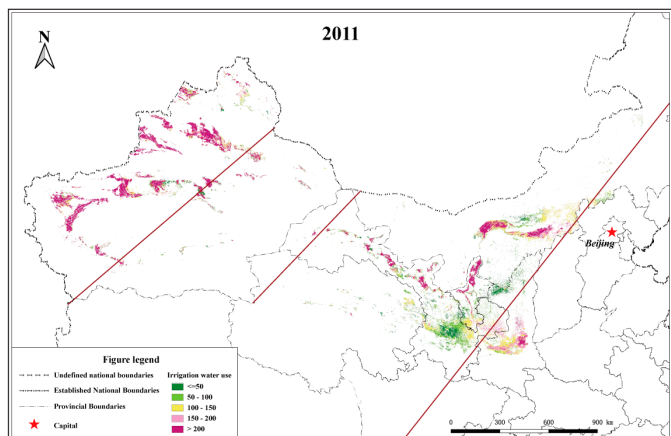 2011
N
Beijing
Figure legend
Undefined national boundaries
Established National Boundaries
Provincial Boundaries
Capital
Irrigation water use
<=50
50 - 100
100 - 150
150 - 200
> 200
0 300 600 900 km